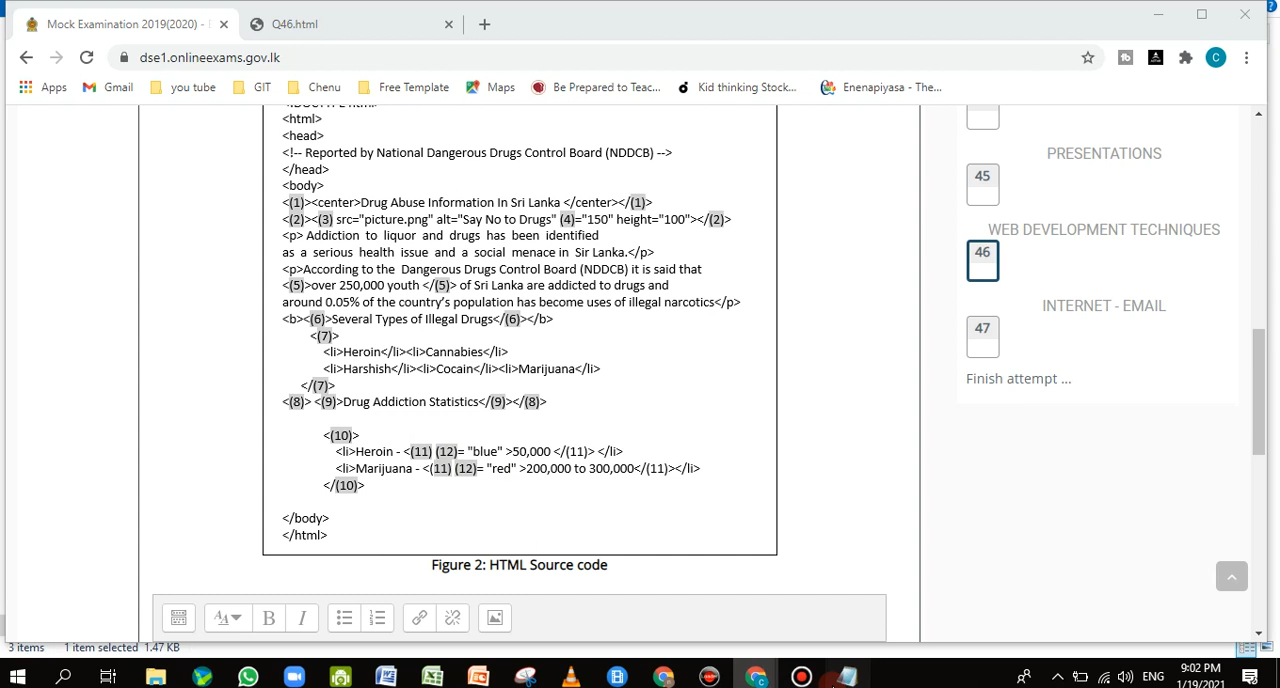 Mock Examination 2019(2020) -
Q46.html
dse1.onlineexams.gov.lk
Apps Gmail you tube GIT Chenu Free Template Maps Be Prepared to Teac... Kid thinking Stock... Enenapiyasa - The...
<!DOCTYPE html>
<html>
<head>
<!-- Reported by National Dangerous Drugs Control Board (NDDCB) -->
</head>
<body>
<(1)><center>Drug Abuse Information In Sri Lanka </center></(1)>
<(2)><(3) src="picture.png" alt="Say No to Drugs" (4)="150" height="100"></(2)>
<p> Addiction to liquor and drugs has been identified
as a serious health issue and a social menace in Sir Lanka.</p>
<p>According to the Dangerous Drugs Control Board (NDDCB) it is said that
<(5)>over 250,000 youth </(5)> of Sri Lanka are addicted to drugs and
around 0.05% of the country's population has become uses of illegal narcotics</p>
<b><(6)>Several Types of Illegal Drugs</(6)></b>
<(7)>
<li>Heroin</li><li>Cannabies</li>
<li>Harshish</li><li>Cocain</li><li>Marijuana</li>
</(7)>
<(8)> <(9)>Drug Addiction Statistics</(9)></(8)>
<(10)>
<li>Heroin - <(11) (12)= "blue" >50,000 </(11)> </li>
<li>Marijuana - <(11) (12)= "red" >200,000 to 300,000</(11)></li>
</(10)>
</body>
</html>
Figure 2: HTML Source code
PRESENTATIONS
45
WEB DEVELOPMENT TECHNIQUES
46
INTERNET - EMAIL
47
Finish attempt ...
3 items 1 item selected 1.47 KB
ENG
9:02 PM
1/19/2021